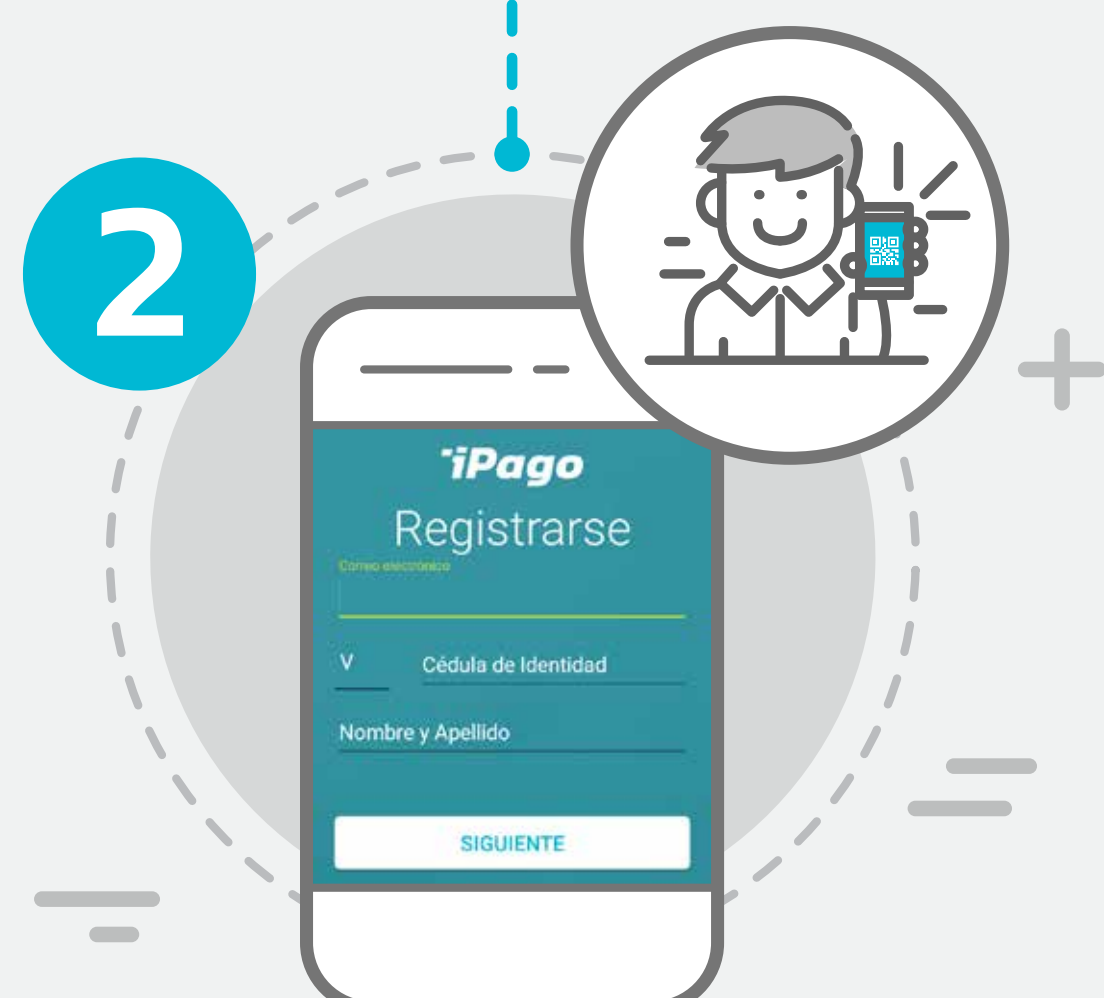 2
iPago
Registrarse
Correo electrónico
V Cédula de Identidad
Nombre y Apellido
SIGUIENTE